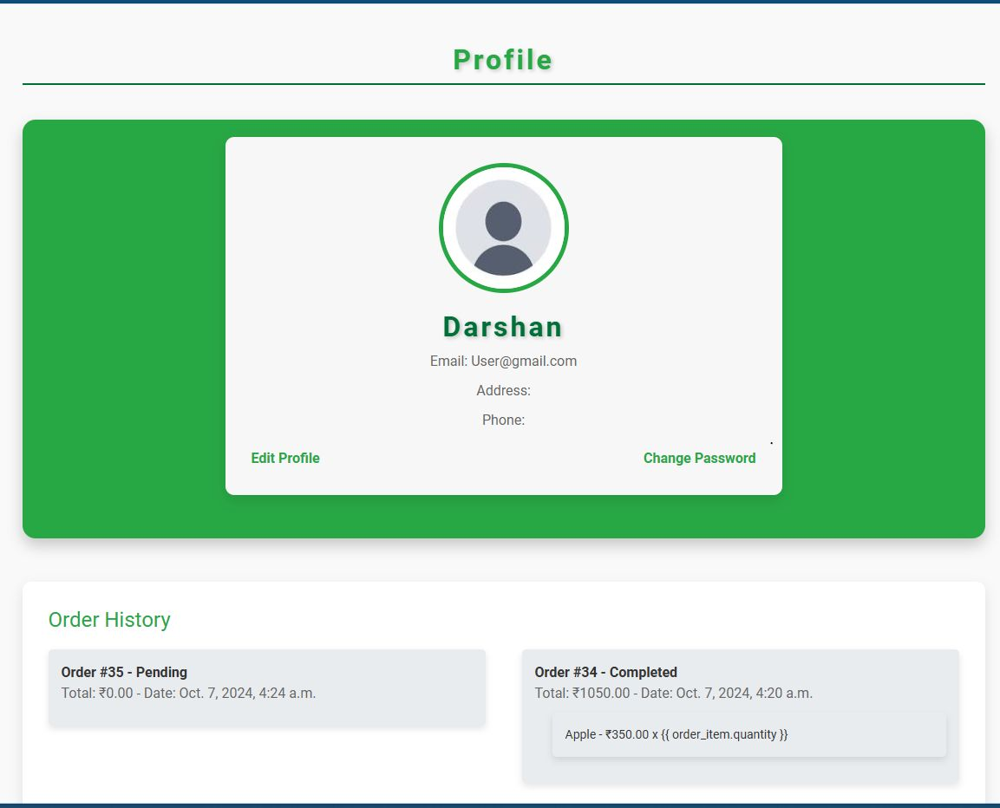 Profile
Darshan
Email: User@gmail.com
Address:
Phone:
.
Edit Profile
Change Password
Order History
Order #35 - Pending
Total: ₹0.00 - Date: Oct. 7, 2024, 4:24 a.m.
Order #34 - Completed
Total: ₹1050.00 - Date: Oct. 7, 2024, 4:20 a.m.
Apple - ₹350.00 x {{ order_item.quantity }}